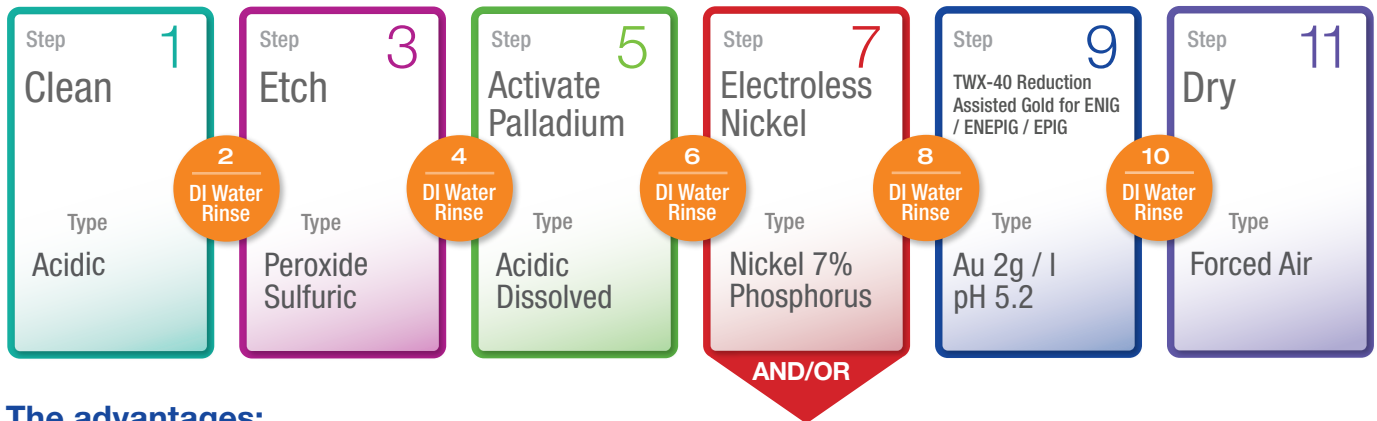 Step 1
Clean
Type
Acidic
2
DI Water
Rinse
Step 3
Etch
Type
Peroxide
Sulfuric
4
DI Water
Rinse
Step 5
Activate
Palladium
Type
Acidic
Dissolved
6
DI Water
Rinse
Step 7
Electroless
Nickel
Type
Nickel 7%
Phosphorus
AND/OR
8
DI Water
Rinse
Step 9
TWX-40 Reduction
Assisted Gold for ENIG
/ ENEPIG / EPIG
Type
Au 2g / l
pH 5.2
10
DI Water
Rinse
Step 11
Dry
Type
Forced Air
The advantages: